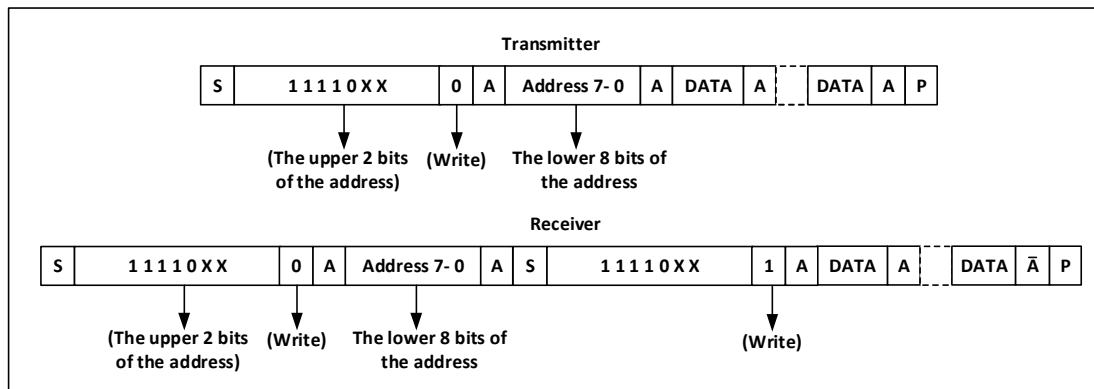 Transmitter
S 1 1 1 1 0 X X 0 A Address 7- 0 A DATA A DATA A P
(The upper 2 bits of the address) (Write) The lower 8 bits of the address
Receiver
S 1 1 1 1 0 X X 0 A Address 7- 0 A S 1 1 1 1 0 X X 1 A DATA A DATA Ā P
(The upper 2 bits of the address) (Write) The lower 8 bits of the address (Write)